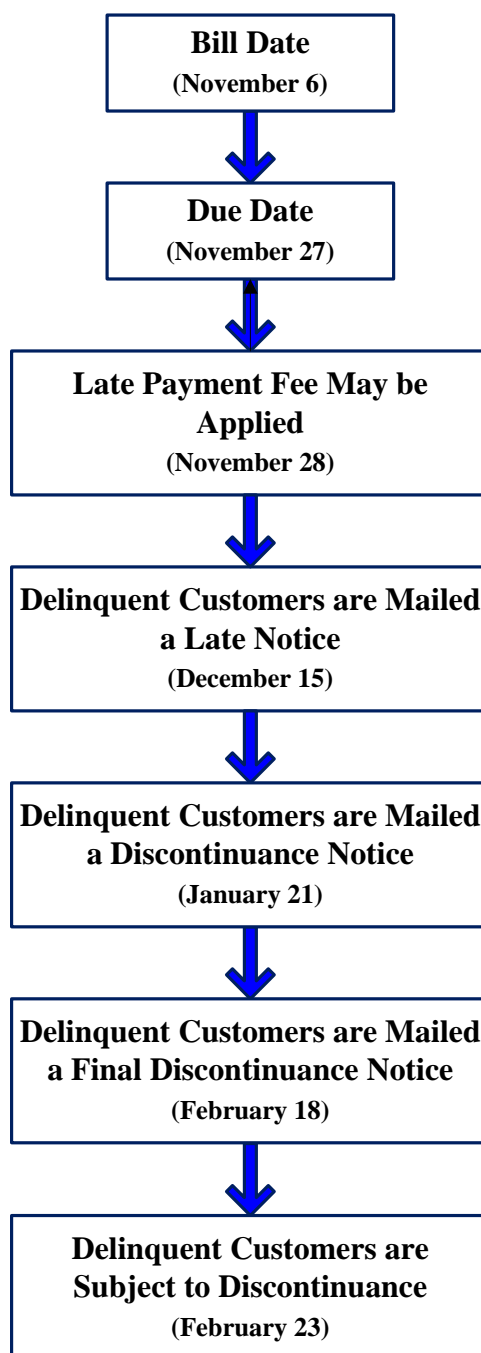 Bill Date
(November 6)
Due Date
(November 27)
Late Payment Fee May be
Applied
(November 28)
Delinquent Customers are Mailed
a Late Notice
(December 15)
Delinquent Customers are Mailed
a Discontinuance Notice
(January 21)
Delinquent Customers are Mailed
a Final Discontinuance Notice
(February 18)
Delinquent Customers are
Subject to Discontinuance
(February 23)